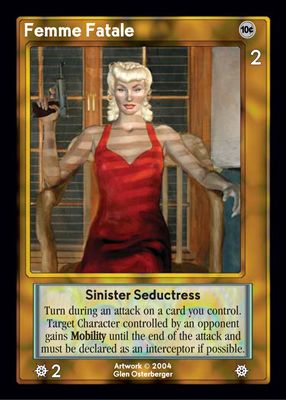 Femme Fatale
10¢
2
Sinister Seductress
Turn during an attack on a card you control.
Target Character controlled by an opponent
gains Mobility until the end of the attack and
must be declared as an interceptor if possible.
2
Artwork © 2004
Glen Osterberger